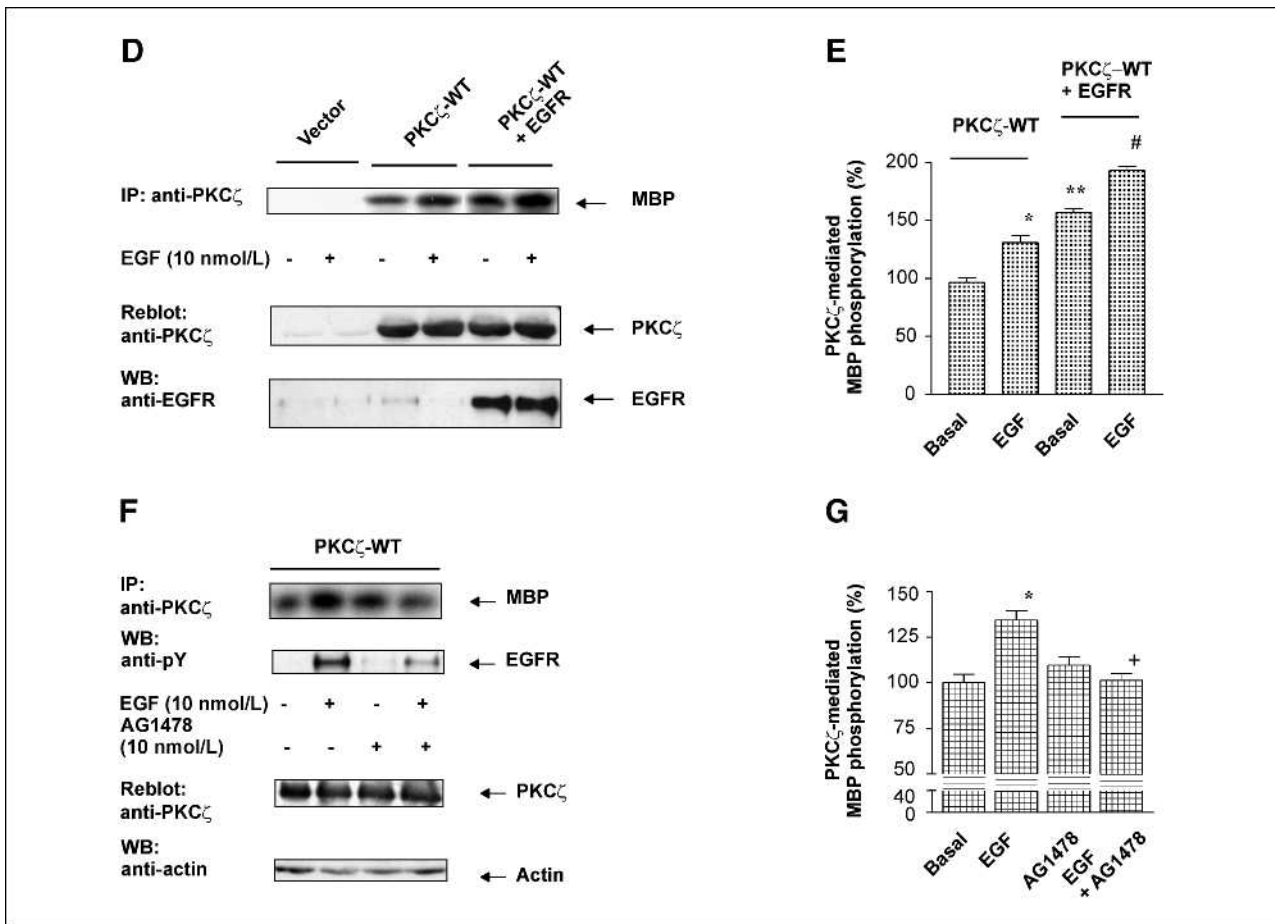 D
Vector
PKCζ-WT
PKCζ-WT
+ EGFR
IP: anti-PKCζ
MBP
EGF (10 nmol/L) - + - + - +
Reblot:
anti-PKCζ
PKCζ
WB:
anti-EGFR
EGFR
E
PKCζ–WT
+ EGFR
PKCζ-WT
PKCζ-mediated
MBP phosphorylation (%)
200
150
100
50
0
*
**
#
Basal
EGF
Basal
EGF
F
PKCζ-WT
IP:
anti-PKCζ
MBP
WB:
anti-pY
EGFR
EGF (10 nmol/L) - + - +
AG1478
(10 nmol/L) - - + +
Reblot:
anti-PKCζ
PKCζ
WB:
anti-actin
Actin
G
PKCζ-mediated
MBP phosphorylation (%)
150
125
100
75
50
40
0
*
+
Basal
EGF
AG1478
EGF
+ AG1478